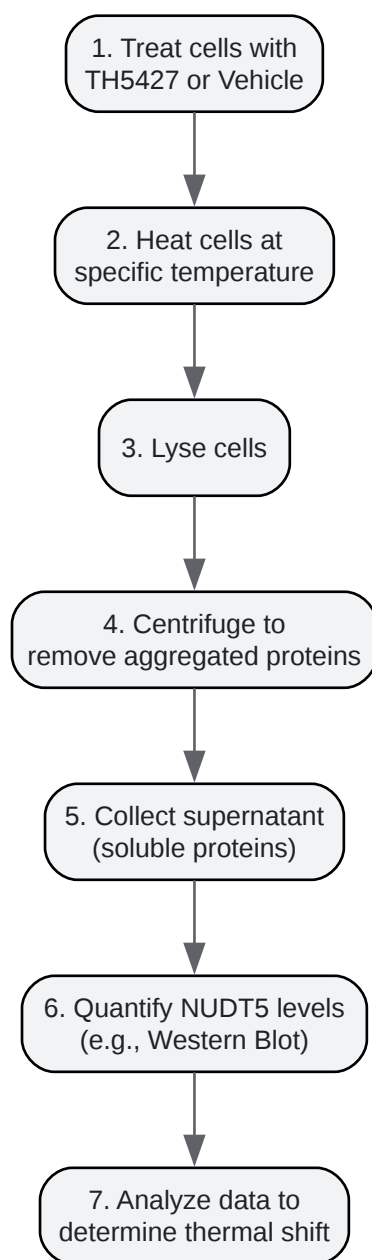 1. Treat cells with
TH5427 or Vehicle
2. Heat cells at
specific temperature
3. Lyse cells
4. Centrifuge to
remove aggregated proteins
5. Collect supernatant
(soluble proteins)
6. Quantify NUDT5 levels
(e.g., Western Blot)
7. Analyze data to
determine thermal shift